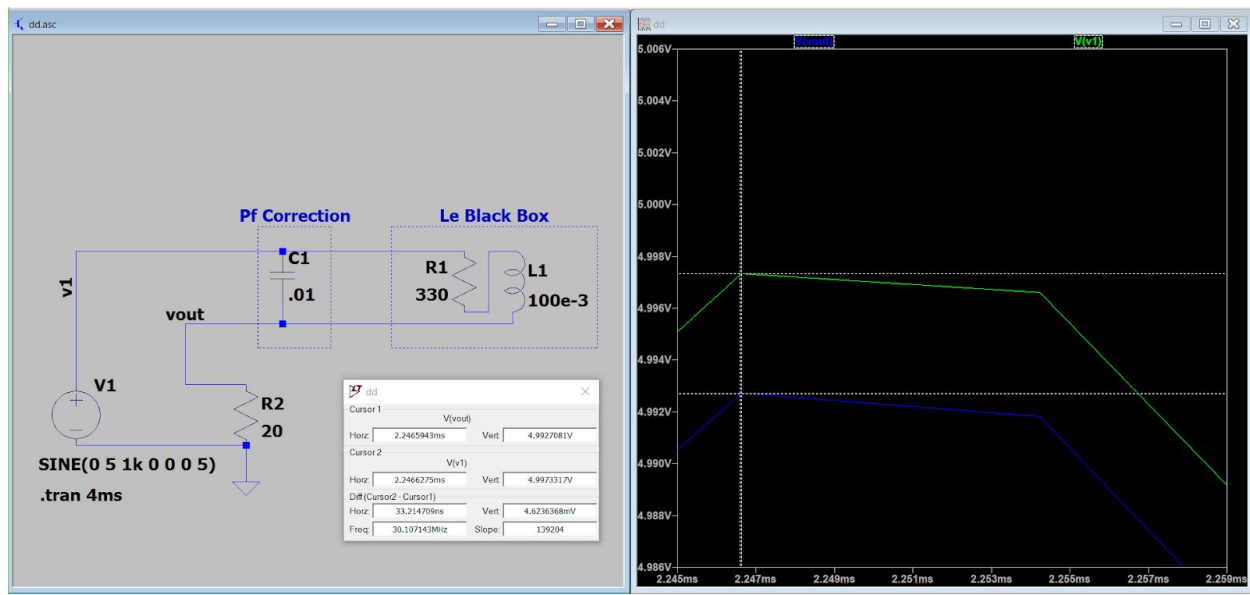 dd.asc
Pf Correction
Le Black Box
v1
C1
.01
R1
330
L1
100e-3
vout
V1
R2
20
SINE(0 5 1k 0 0 0 5)
.tran 4ms
dd
Cursor 1
V(vout)
Horz: 2.2465943ms Vert: 4.9927081V
Cursor 2
V(v1)
Horz: 2.2466275ms Vert: 4.9973317V
Diff (Cursor2 - Cursor1)
Horz: 33.214709ns Vert: 4.6236368mV
Freq: 30.107143MHz Slope: 139204
dd
V(vout) V(v1)
5.006V
5.004V
5.002V
5.000V
4.998V
4.996V
4.994V
4.992V
4.990V
4.988V
4.986V
2.245ms 2.247ms 2.249ms 2.251ms 2.253ms 2.255ms 2.257ms 2.259ms